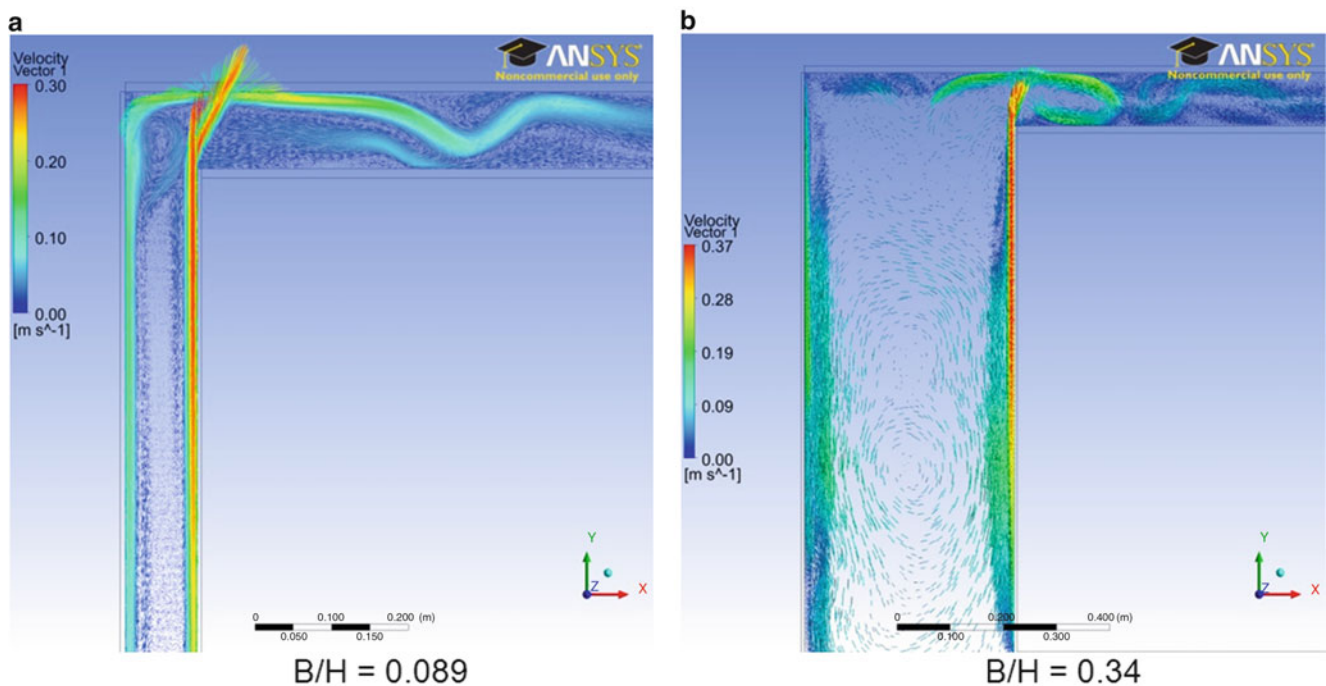 a
Velocity
Vector 1
0.30
0.20
0.10
0.00
[m s^-1]
ANSYS
Noncommercial use only
Y
Z
X
0 0.100 0.200 (m)
0.050 0.150
B/H = 0.089
b
ANSYS
Noncommercial use only
Velocity
Vector 1
0.37
0.28
0.19
0.09
0.00
[m s^-1]
Y
Z
X
0 0.200 0.400 (m)
0.100 0.300
B/H = 0.34